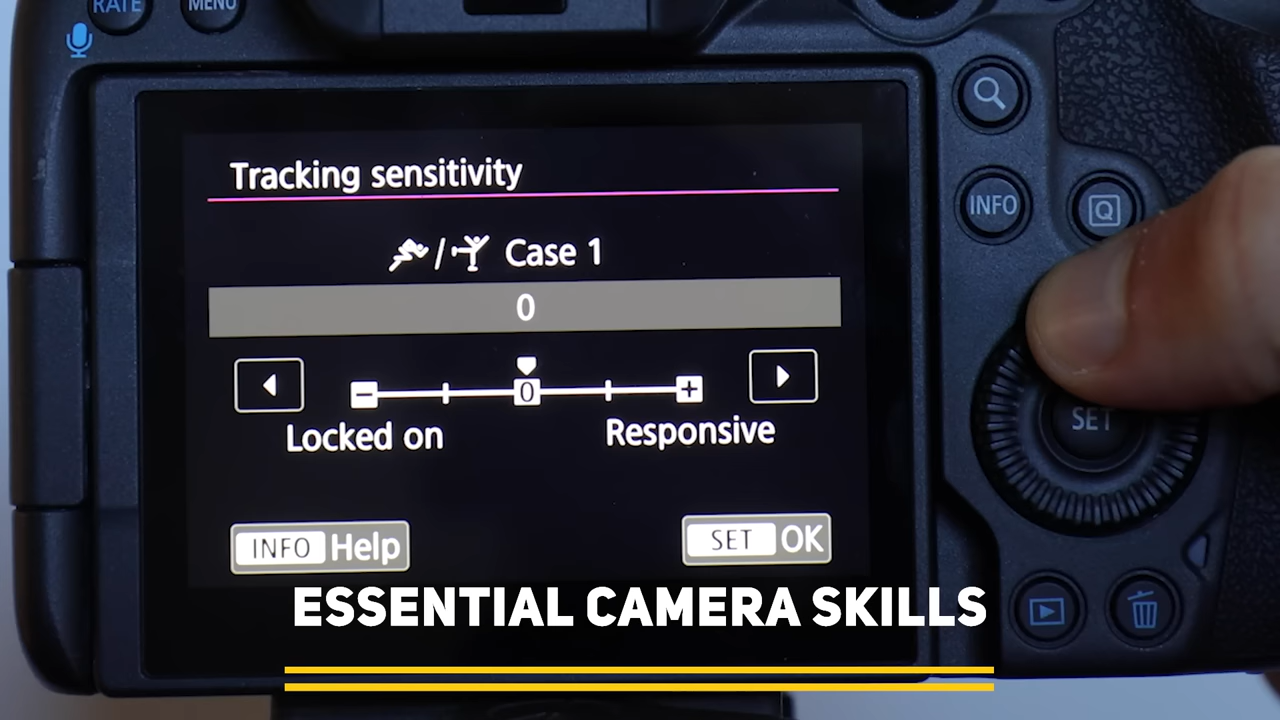 RATE
MENU
Tracking sensitivity
/ Case 1
0
0
Locked on
Responsive
INFO Help
SET OK
INFO
Q
SET
ESSENTIAL CAMERA SKILLS